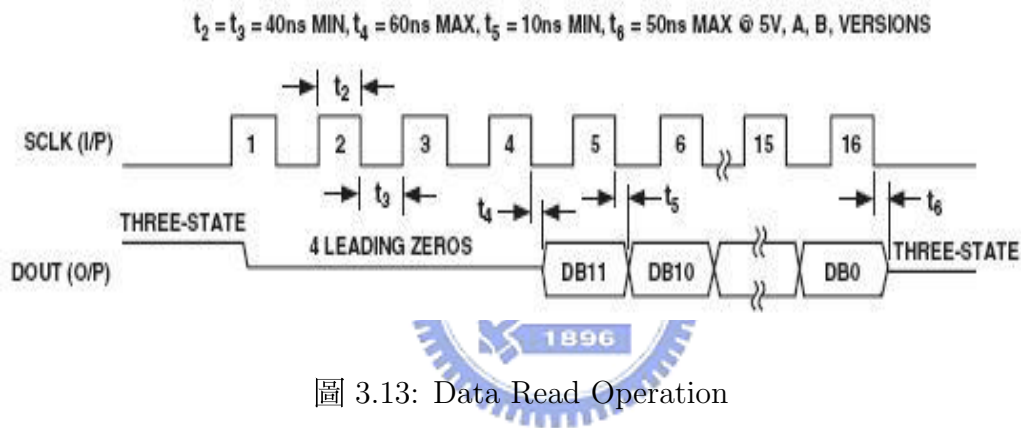 t2 = t3 = 40ns MIN, t4 = 60ns MAX, t5 = 10ns MIN, t6 = 50ns MAX @ 5V, A, B, VERSIONS
t2
SCLK (I/P)
1 2 3 4 5 6 15 16
t3 t4 t5 t6
THREE-STATE
4 LEADING ZEROS
THREE-STATE
DOUT (O/P)
DB11 DB10 DB0
1896
圖 3.13: Data Read Operation